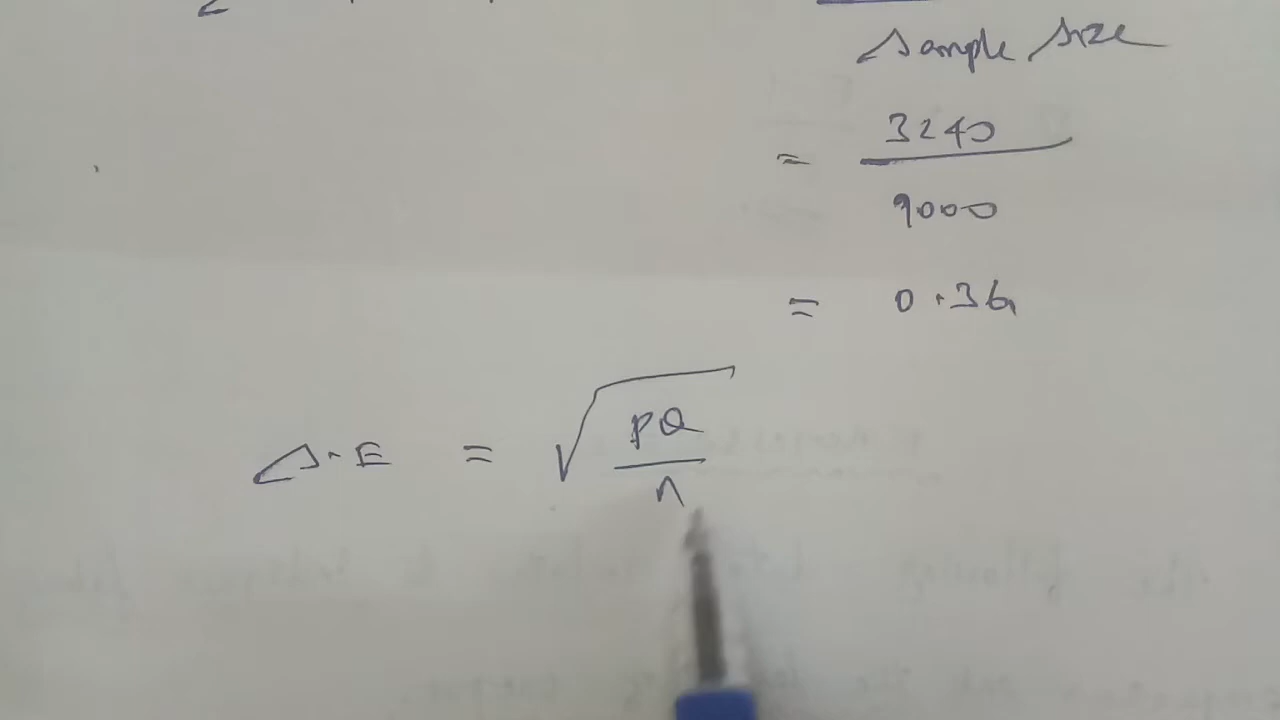 Sample size
= 3240
9000
= 0.36
S.E = √ PQ
n